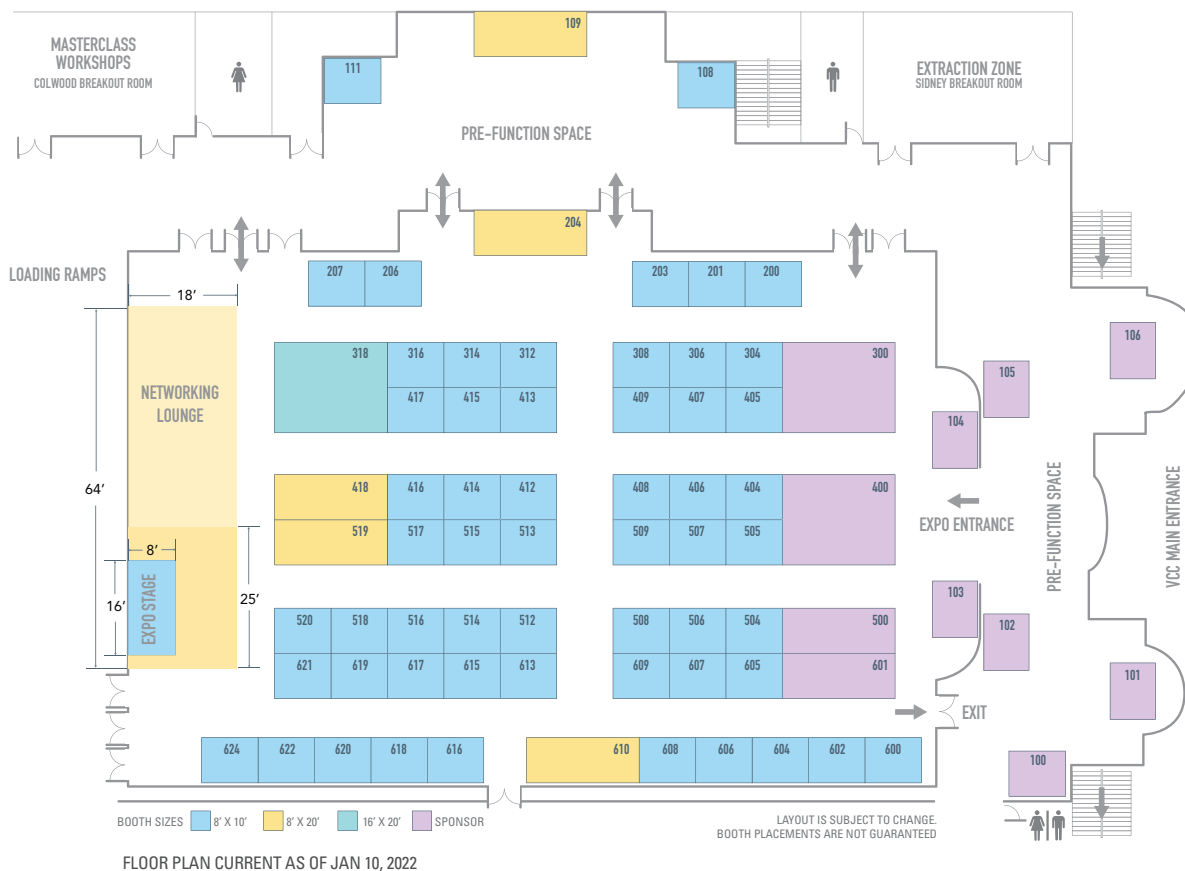 MASTERCLASS
WORKSHOPS
COLWOOD BREAKOUT ROOM
109
111
108
EXTRACTION ZONE
SIDNEY BREAKOUT ROOM
PRE-FUNCTION SPACE
204
LOADING RAMPS
207 206
203 201 200
18'
NETWORKING
LOUNGE
64'
318 316 314 312
417 415 413
308 306 304 300
409 407 405
106
105
104
418 416 414 412
519 517 515 513
408 406 404 400
509 507 505
EXPO ENTRANCE
PRE-FUNCTION SPACE
VCC MAIN ENTRANCE
8'
16'
EXPO STAGE
25'
103
102
101
520 518 516 514 512
621 619 617 615 613
508 506 504 500
609 607 605 601
EXIT
624 622 620 618 616
610 608 606 604 602 600
100
BOOTH SIZES 8' X 10' 8' X 20' 16' X 20' SPONSOR
LAYOUT IS SUBJECT TO CHANGE.
BOOTH PLACEMENTS ARE NOT GUARANTEED
FLOOR PLAN CURRENT AS OF JAN 10, 2022